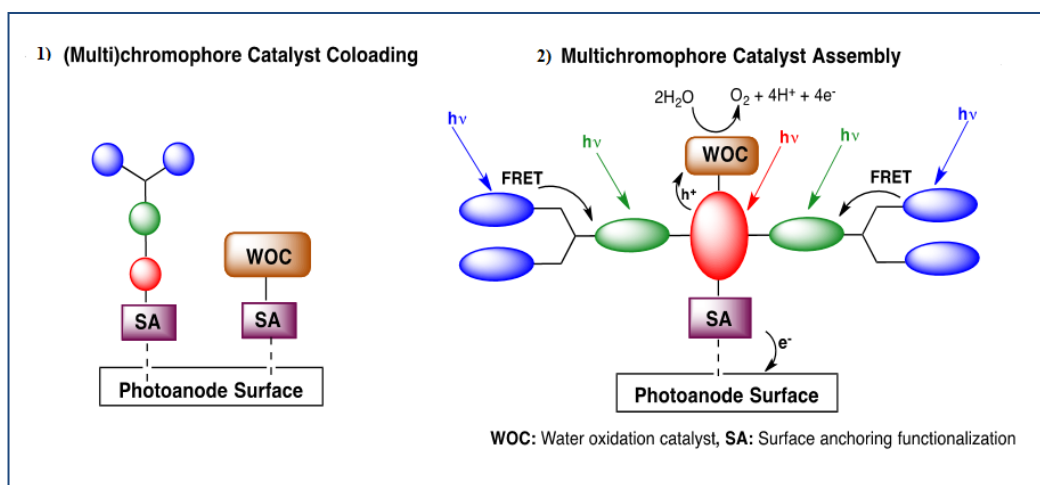 1) (Multi)chromophore Catalyst Coloading
2) Multichromophore Catalyst Assembly
2H₂O
O₂ + 4H⁺ + 4e⁻
hν
hν
hν
hν
hν
WOC
FRET
FRET
h⁺
WOC
SA
SA
SA
e⁻
Photoanode Surface
Photoanode Surface
WOC: Water oxidation catalyst, SA: Surface anchoring functionalization